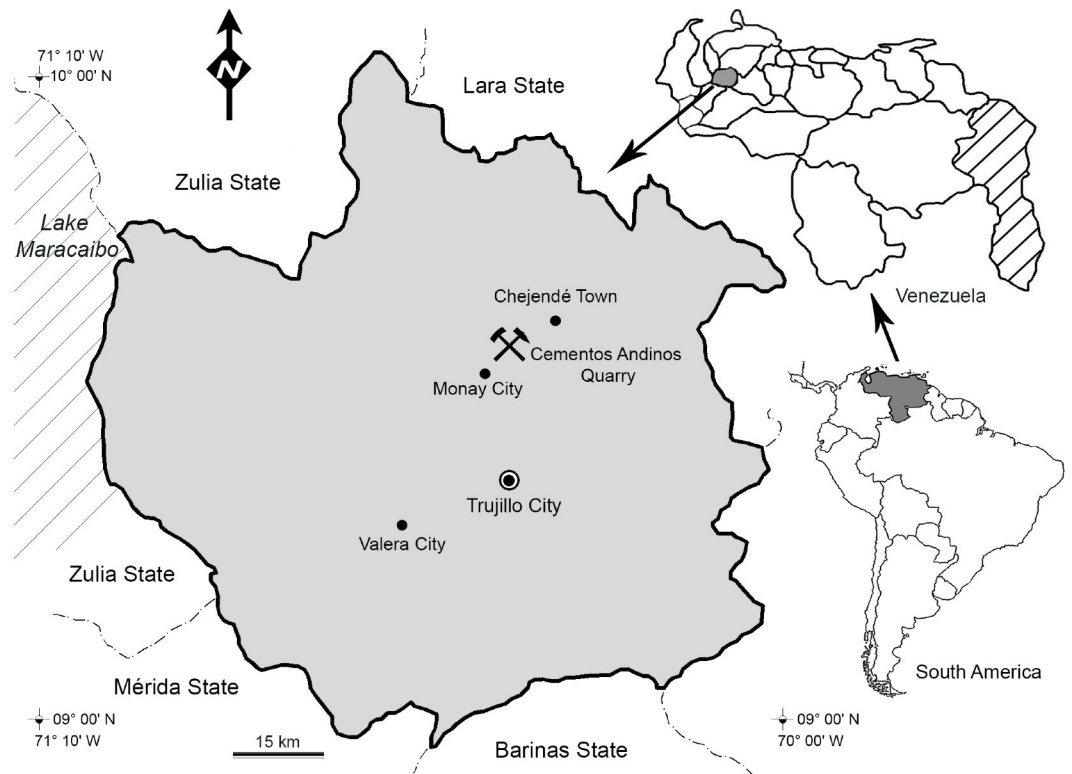 71° 10' W
10° 00' N
N
Lara State
Zulia State
Lake
Maracaibo
Venezuela
Chejendé Town
Cementos Andinos
Quarry
Monay City
Trujillo City
Valera City
Zulia State
Mérida State
South America
09° 00' N
71° 10' W
15 km
Barinas State
09° 00' N
70° 00' W